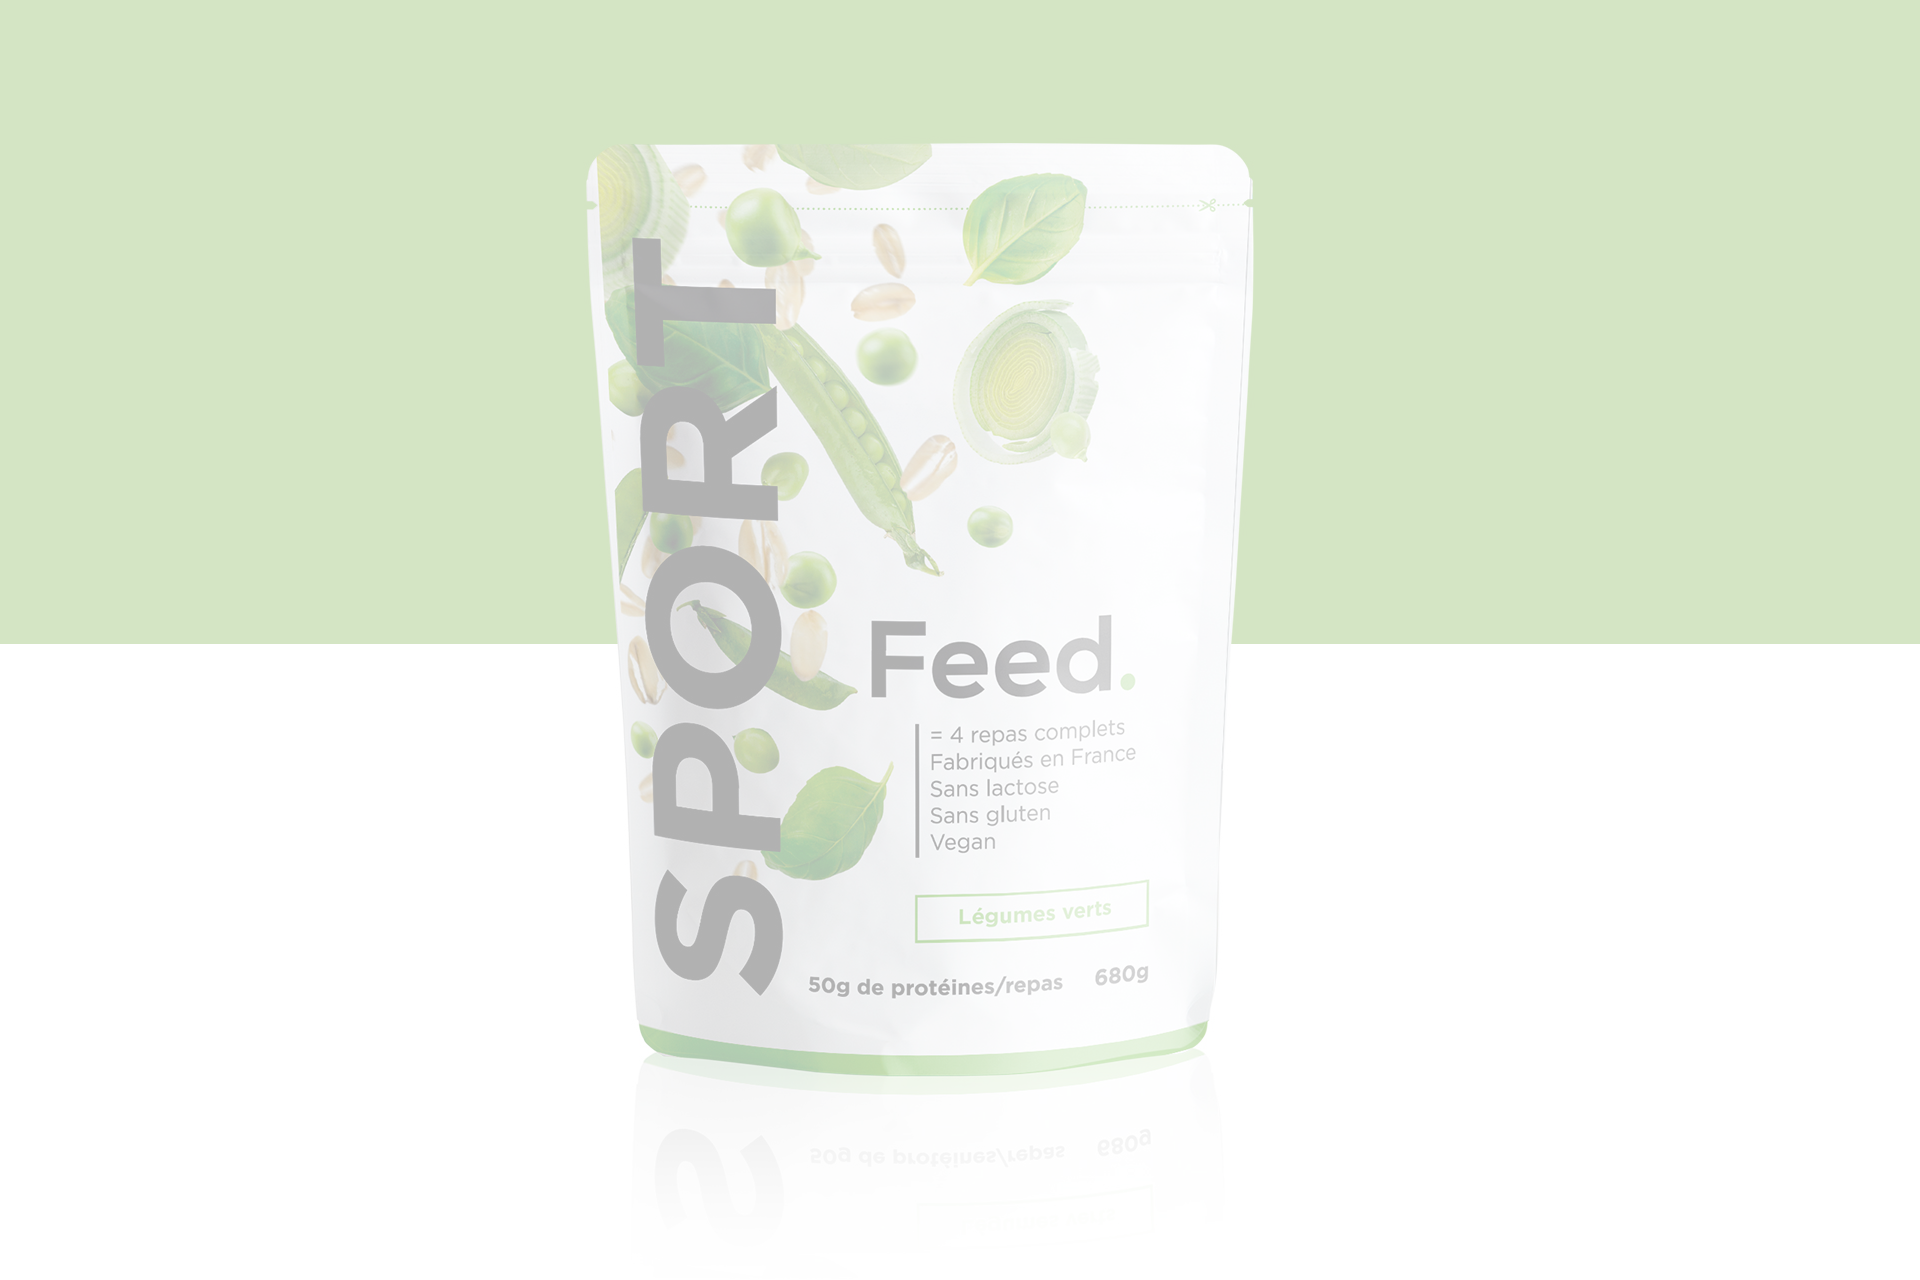 SPORT
Feed.
= 4 repas complets
Fabriqués en France
Sans lactose
Sans gluten
Vegan
Légumes verts
50g de protéines/repas 680g